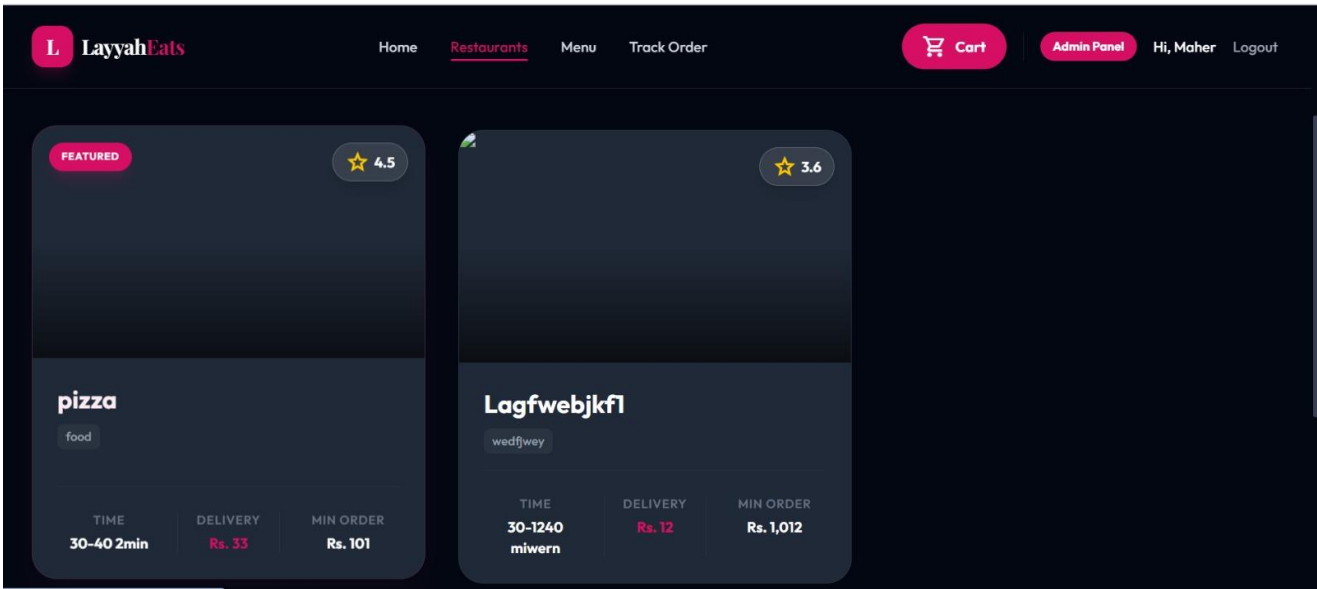 L LayyahEats Home Restaurants Menu Track Order Cart Admin Panel Hi, Maher Logout
FEATURED 4.5
3.6
pizza
food
TIME DELIVERY MIN ORDER
30-40 2min Rs. 33 Rs. 101
Lagfwebjkf1
wedfjwey
TIME DELIVERY MIN ORDER
30-1240 Rs. 12 Rs. 1,012
miwern